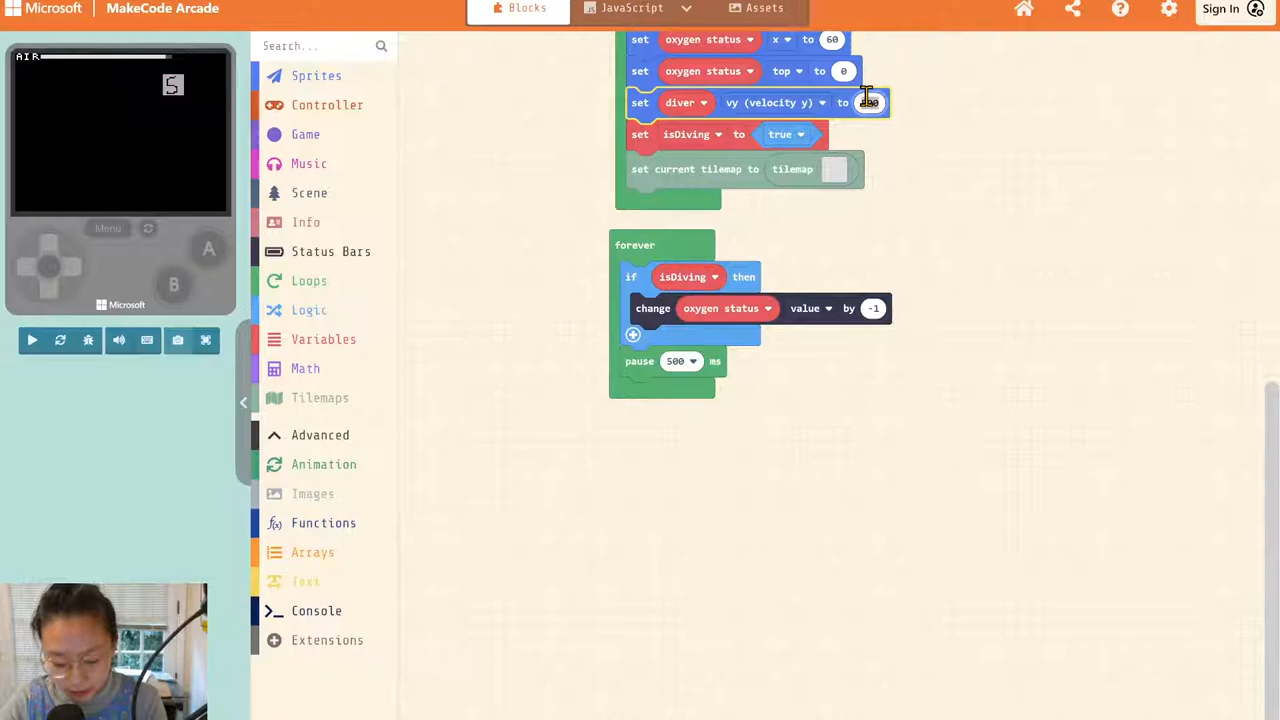 Microsoft MakeCode Arcade Blocks JavaScript Assets Sign In
AIR
S
Menu
A
B
Microsoft
Search...
Sprites
Controller
Game
Music
Scene
Info
Status Bars
Loops
Logic
Variables
Math
Tilemaps
Advanced
Animation
Images
Functions
Arrays
Text
Console
Extensions
set oxygen status x to 60
set oxygen status top to 0
set diver vy (velocity y) to
set isDiving to true
set current tilemap to tilemap
forever
if isDiving then
change oxygen status value by -1
pause 500 ms